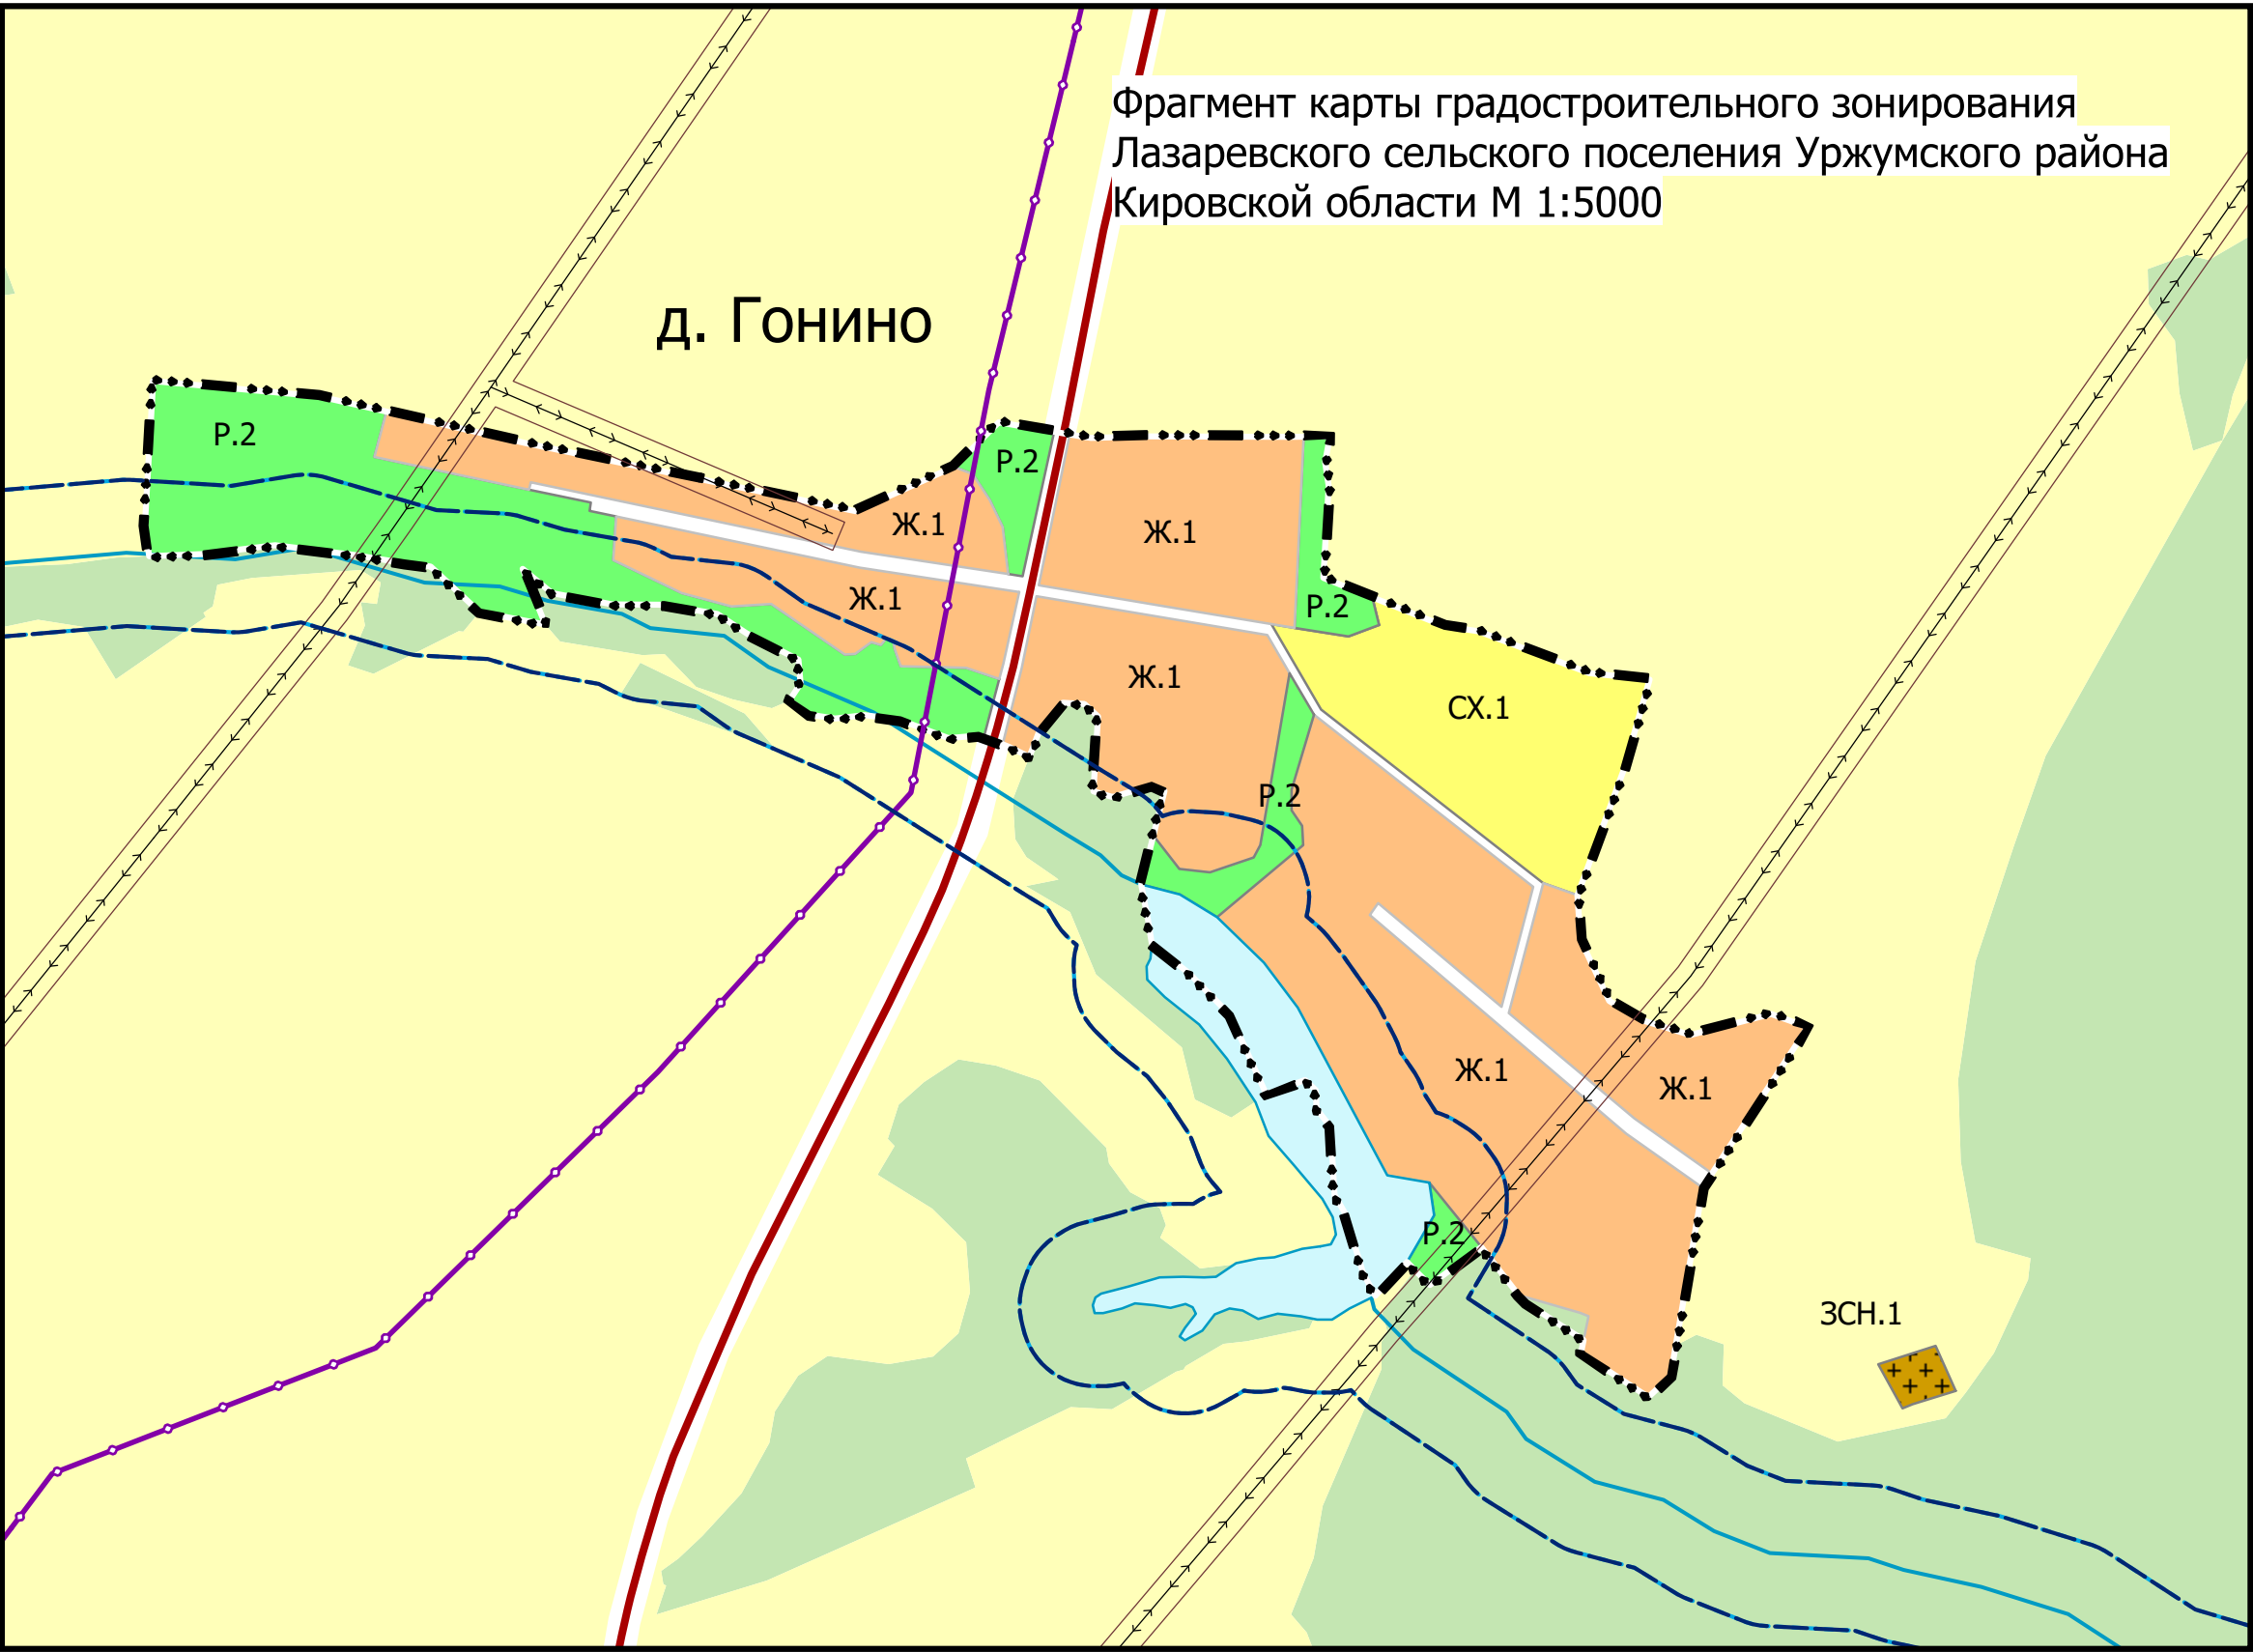 Фрагмент карты градостроительного зонирования
Лазаревского сельского поселения Уржумского района
Кировской области М 1:5000
д. Гонино
Р.2
Р.2
Ж.1
Ж.1
Ж.1
Р.2
Ж.1
СХ.1
Р.2
Ж.1
Ж.1
Р.2
ЗСН.1